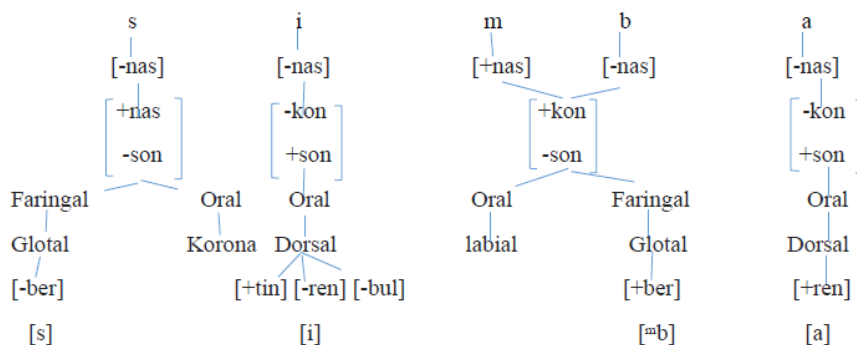 s i m b a
[-nas] [-nas] [+nas] [-nas] [-nas]
+nas -kon +kon -kon
-son +son -son +son
Faringal Oral Oral Oral Faringal Oral
Glotal Korona Dorsal labial Glotal Dorsal
[-ber] [+tin] [-ren] [-bul] [+ber] [+ren]
[s] [i] [ᵐb] [a]